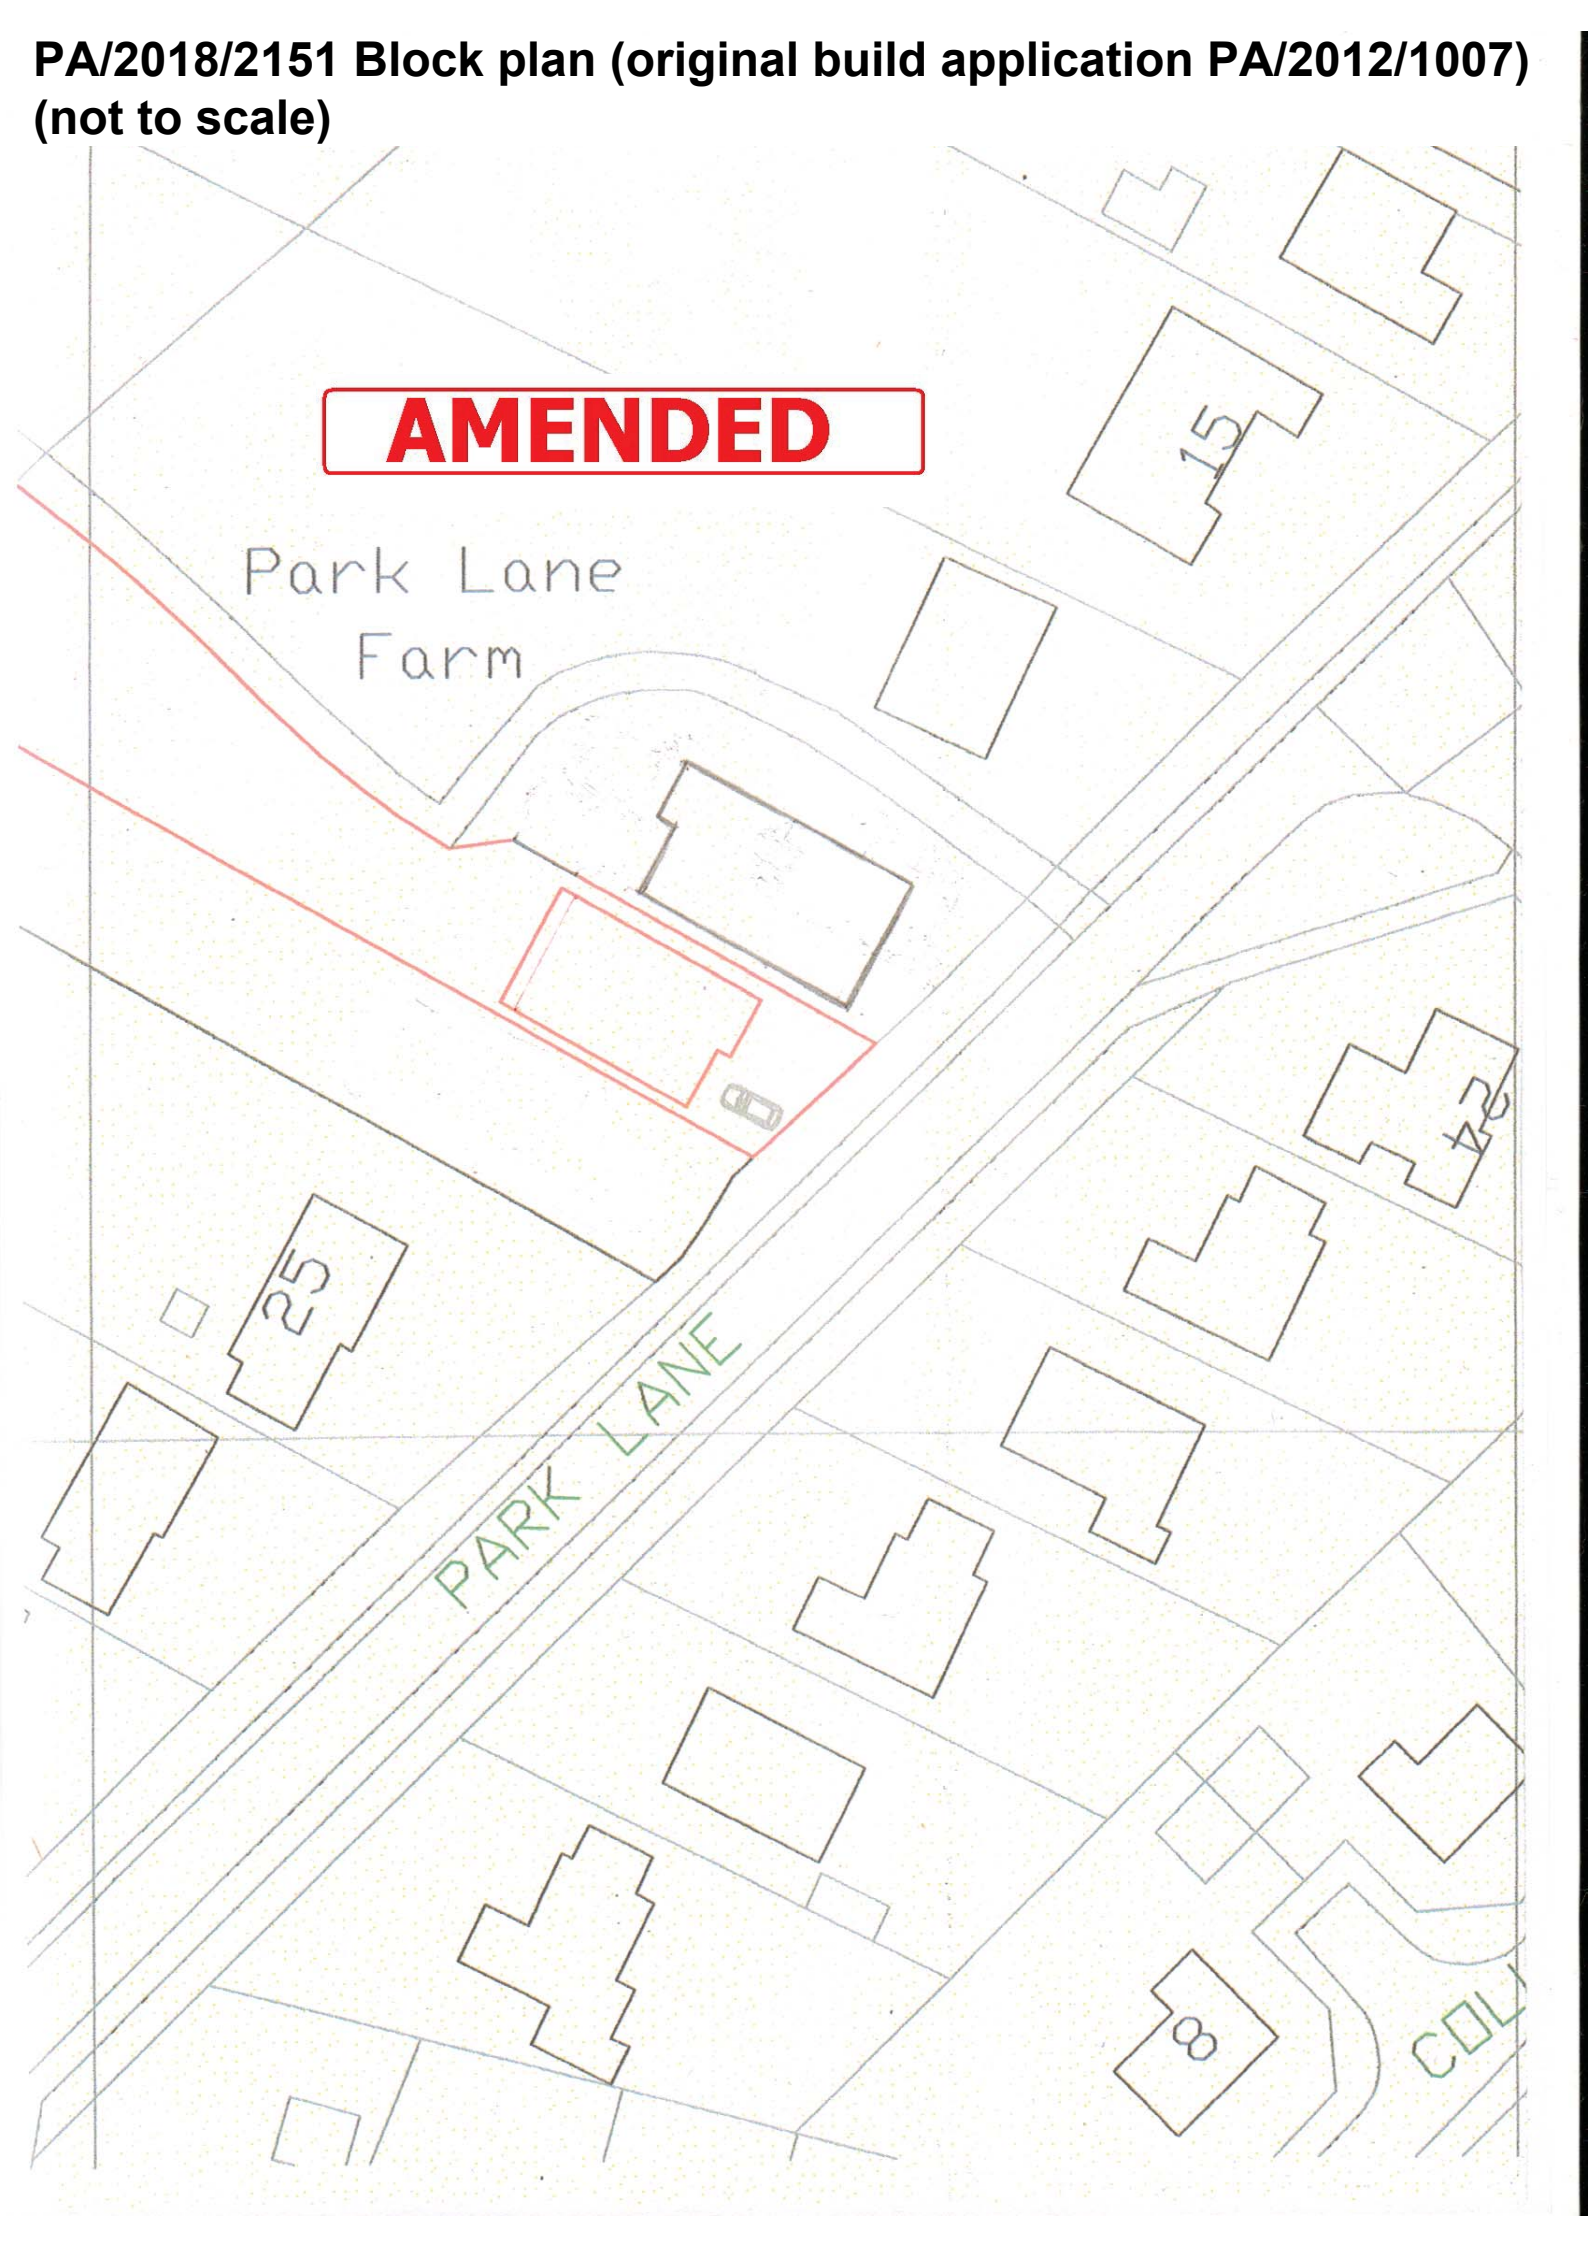 PA/2018/2151 Block plan (original build application PA/2012/1007)
(not to scale)
AMENDED
15
Park Lane
Farm
24
25
PARK LANE
8
COL